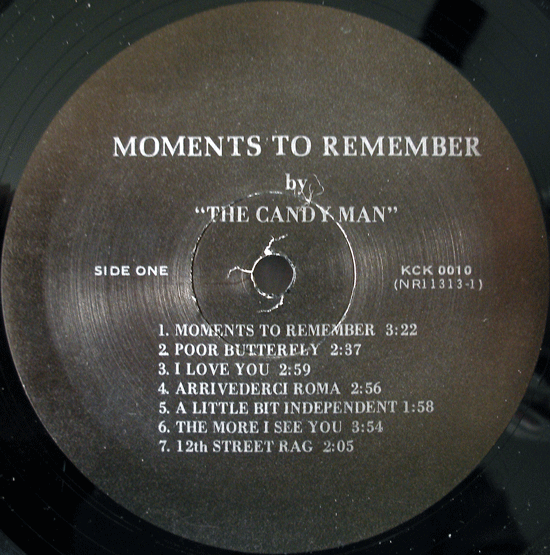 MOMENTS TO REMEMBER
by
"THE CANDY MAN"
SIDE ONE
KCK 0010
(NR11313-1)
1. MOMENTS TO REMEMBER 3:22
2. POOR BUTTERFLY 2:37
3. I LOVE YOU 2:59
4. ARRIVEDERCI ROMA 2:56
5. A LITTLE BIT INDEPENDENT 1:58
6. THE MORE I SEE YOU 3:54
7. 12th STREET RAG 2:05